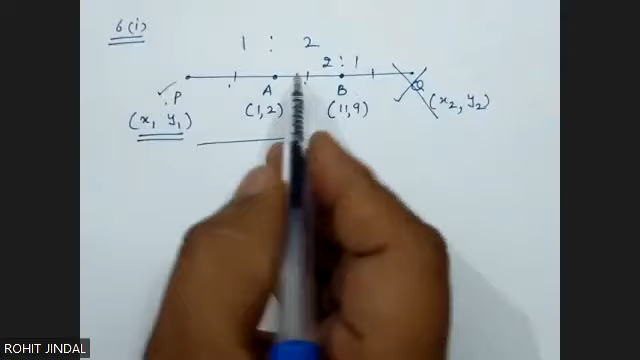 6(i)
1 : 2
2 : 1
P A B Q
(x₁ y₁) (1,2) (11,9) (x₂, y₂)
ROHIT JINDAL